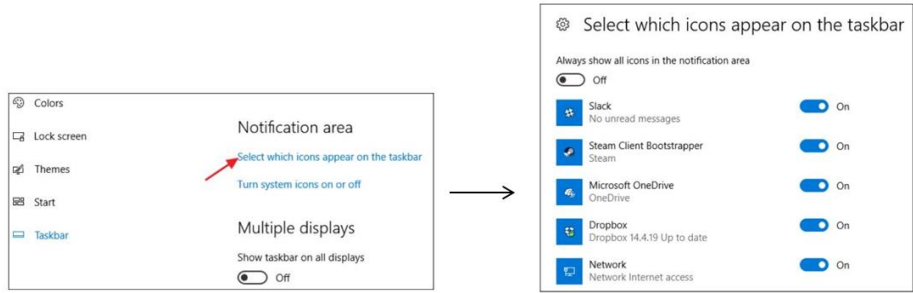 Colors
Lock screen
Themes
Start
Taskbar
Notification area
Select which icons appear on the taskbar
Turn system icons on or off
Multiple displays
Show taskbar on all displays
Off
Select which icons appear on the taskbar
Always show all icons in the notification area
Off
Slack
No unread messages
On
Steam Client Bootstrapper
Steam
On
Microsoft OneDrive
OneDrive
On
Dropbox
Dropbox 14.4.19 Up to date
On
Network
Network Internet access
On